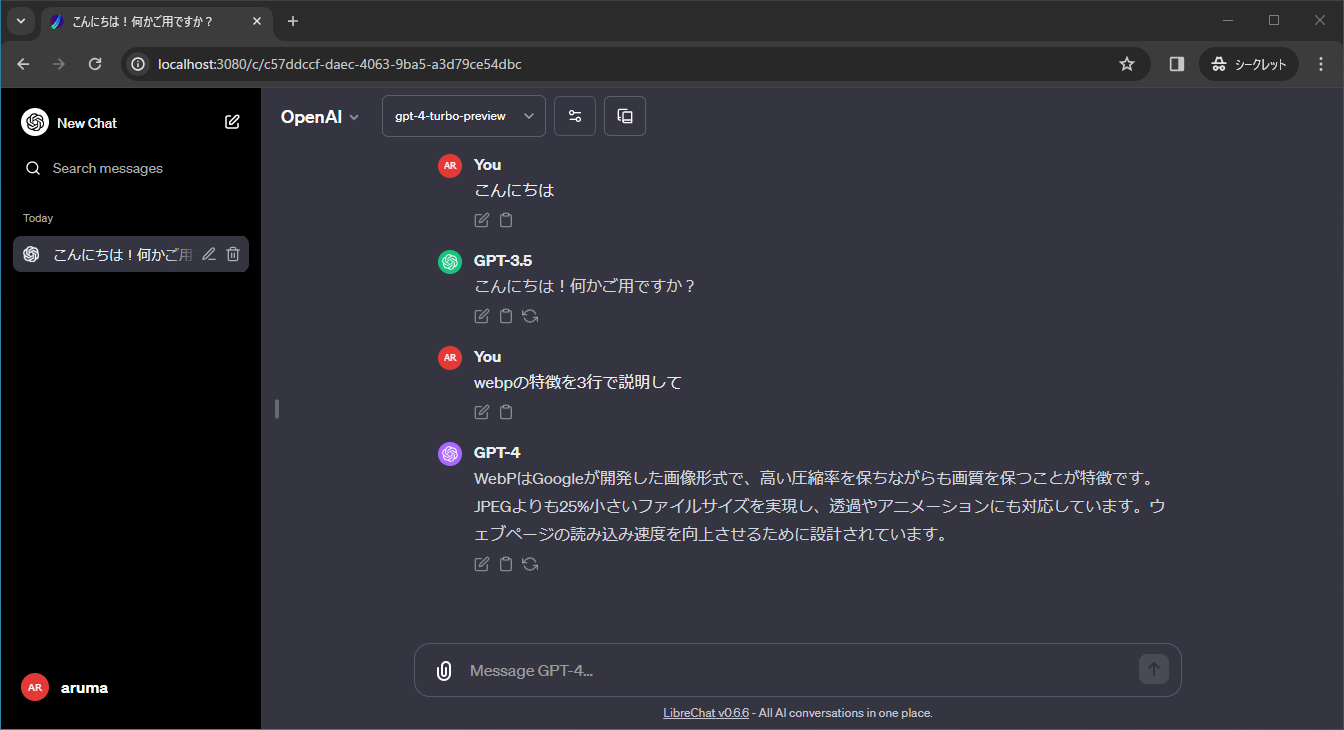 こんにちは！何かご用ですか？
localhost:3080/c/c57ddccf-daec-4063-9ba5-a3d79ce54dbc
シークレット
New Chat
Search messages
Today
こんにちは！何かご用
AR aruma
OpenAI
gpt-4-turbo-preview
AR You
こんにちは
GPT-3.5
こんにちは！何かご用ですか？
AR You
webpの特徴を3行で説明して
GPT-4
WebPはGoogleが開発した画像形式で、高い圧縮率を保ちながらも画質を保つことが特徴です。
JPEGよりも25%小さいファイルサイズを実現し、透過やアニメーションにも対応しています。ウ
ェブページの読み込み速度を向上させるために設計されています。
Message GPT-4...
LibreChat v0.6.6 - All AI conversations in one place.